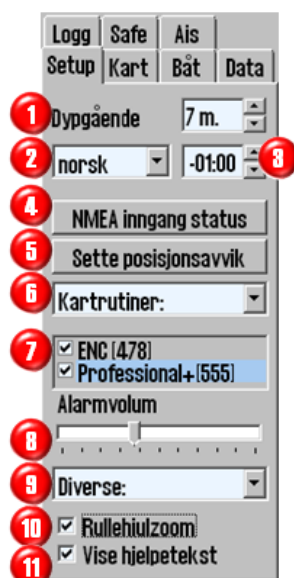 Logg Safe Ais
Setup Kart Båt Data
1 Dypgående 7 m.
2 norsk -01:00 3
4 NMEA inngang status
5 Sette posisjonsavvik
6 Kartrutiner:
7 ENC (478)
Professional+(555)
Alarmvolum
8
9 Diverse:
10 Rullehjulzoom
11 Vise hjelpetekst